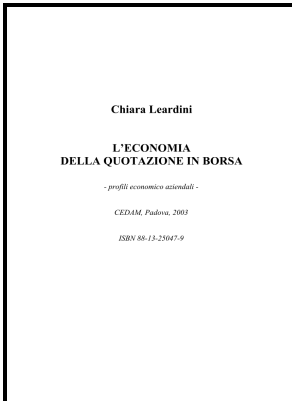 Chiara Leardini
L'ECONOMIA
DELLA QUOTAZIONE IN BORSA
- profili economico aziendali -
CEDAM, Padova, 2003
ISBN 88-13-25047-9